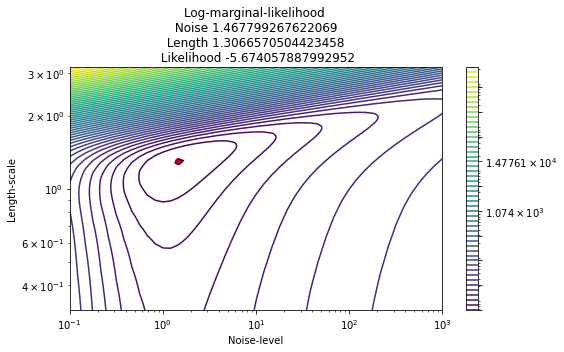 Log-marginal-likelihood
Noise 1.467799267622069
Length 1.3066570504423458
Likelihood -5.674057887992952
3 × 10⁰
2 × 10⁰
10⁰
6 × 10⁻¹
4 × 10⁻¹
Length-scale
10⁻¹ 10⁰ 10¹ 10² 10³
Noise-level
1.47761 × 10⁴
1.074 × 10³